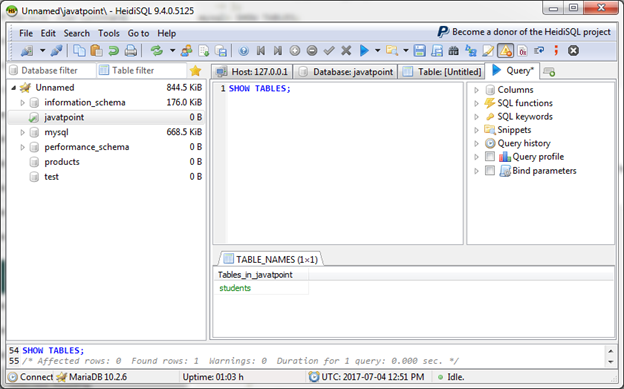 Unnamed\javatpoint\ - HeidiSQL 9.4.0.5125
File Edit Search Tools Go to Help
Become a donor of the HeidiSQL project
Database filter Table filter
Host: 127.0.0.1 Database: javatpoint Table: [Untitled] Query*
Unnamed 844.5 KiB
information_schema 176.0 KiB
javatpoint 0 B
mysql 668.5 KiB
performance_schema 0 B
products 0 B
test 0 B
1 SHOW TABLES;
Columns
SQL functions
SQL keywords
Snippets
Query history
Query profile
Bind parameters
TABLE_NAMES (1×1)
Tables_in_javatpoint
students
54 SHOW TABLES;
55 /* Affected rows: 0 Found rows: 1 Warnings: 0 Duration for 1 query: 0.000 sec. */
Connect MariaDB 10.2.6 Uptime: 01:03 h UTC: 2017-07-04 12:51 PM Idle.